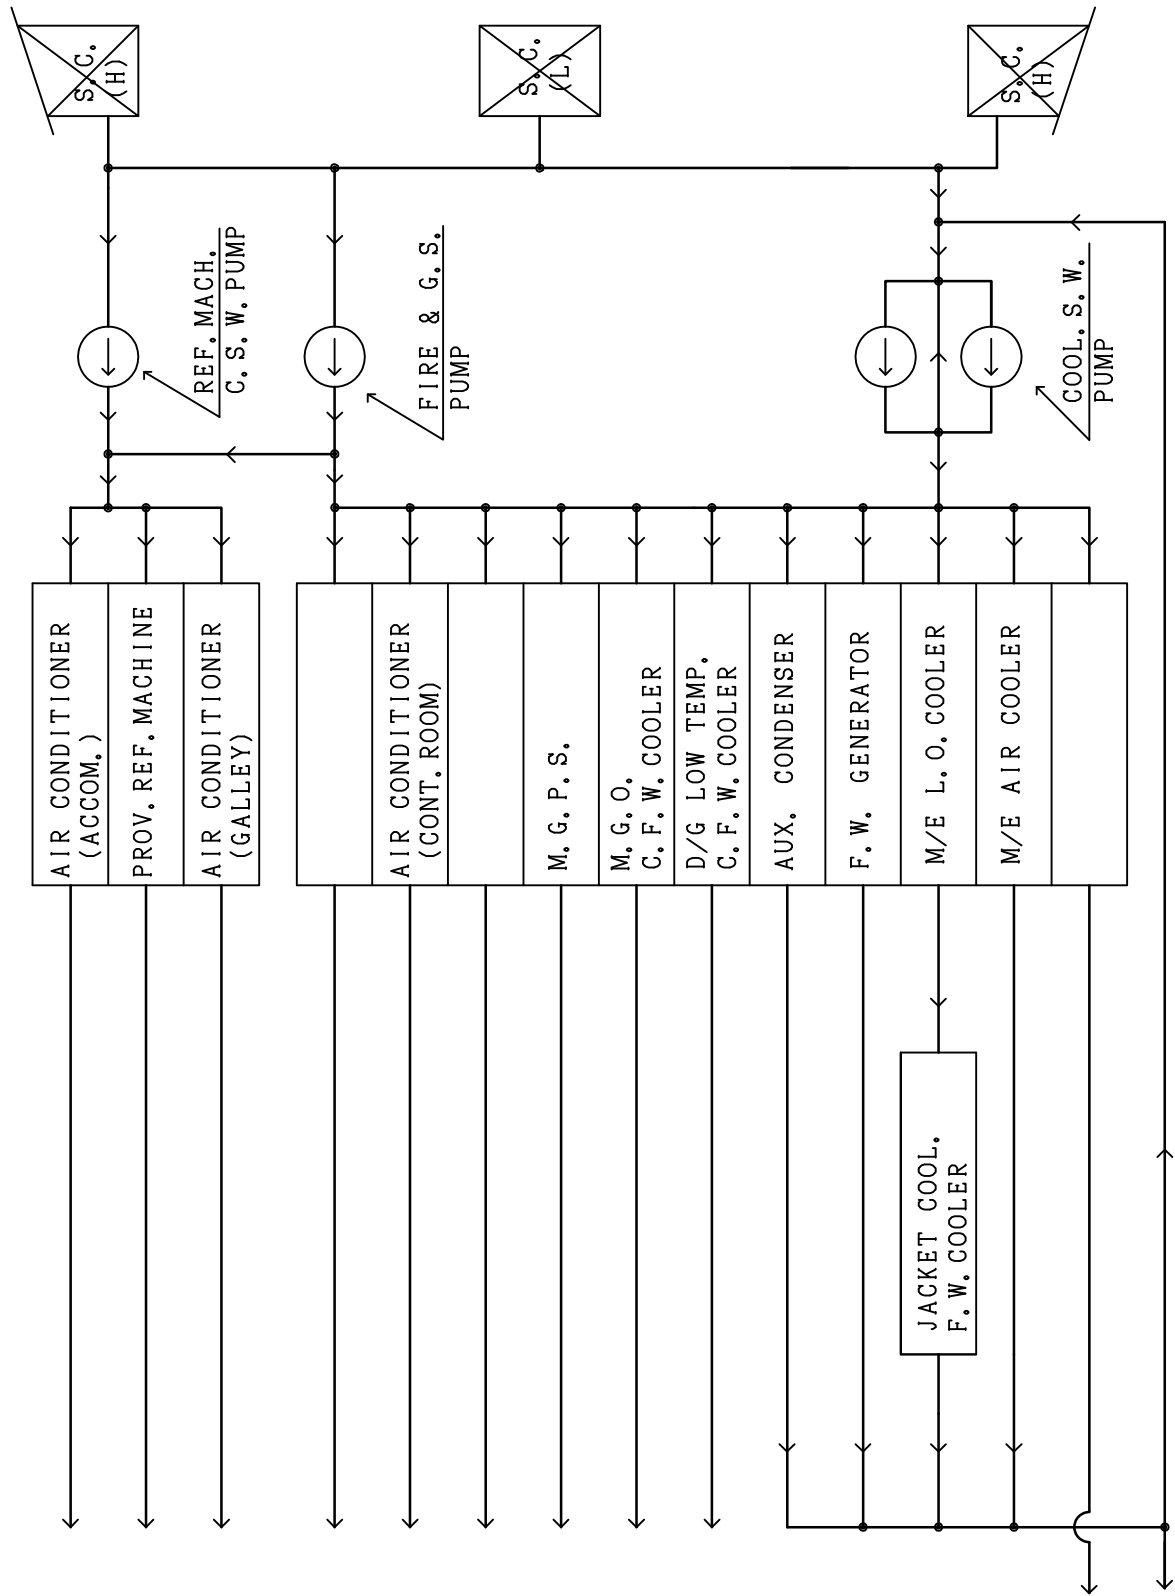 S.C.
(H)
S.C.
(L)
S.C.
(H)
REF.MACH.
C.S.W.PUMP
FIRE & G.S.
PUMP
COOL.S.W.
PUMP
AIR CONDITIONER
(ACCOM.)
PROV.REF.MACHINE
AIR CONDITIONER
(GALLEY)
AIR CONDITIONER
(CONT.ROOM)
M.G.P.S.
M.G.O.
C.F.W.COOLER
D/G LOW TEMP.
C.F.W.COOLER
AUX. CONDENSER
F.W. GENERATOR
M/E L.O.COOLER
M/E AIR COOLER
JACKET COOL.
F.W.COOLER